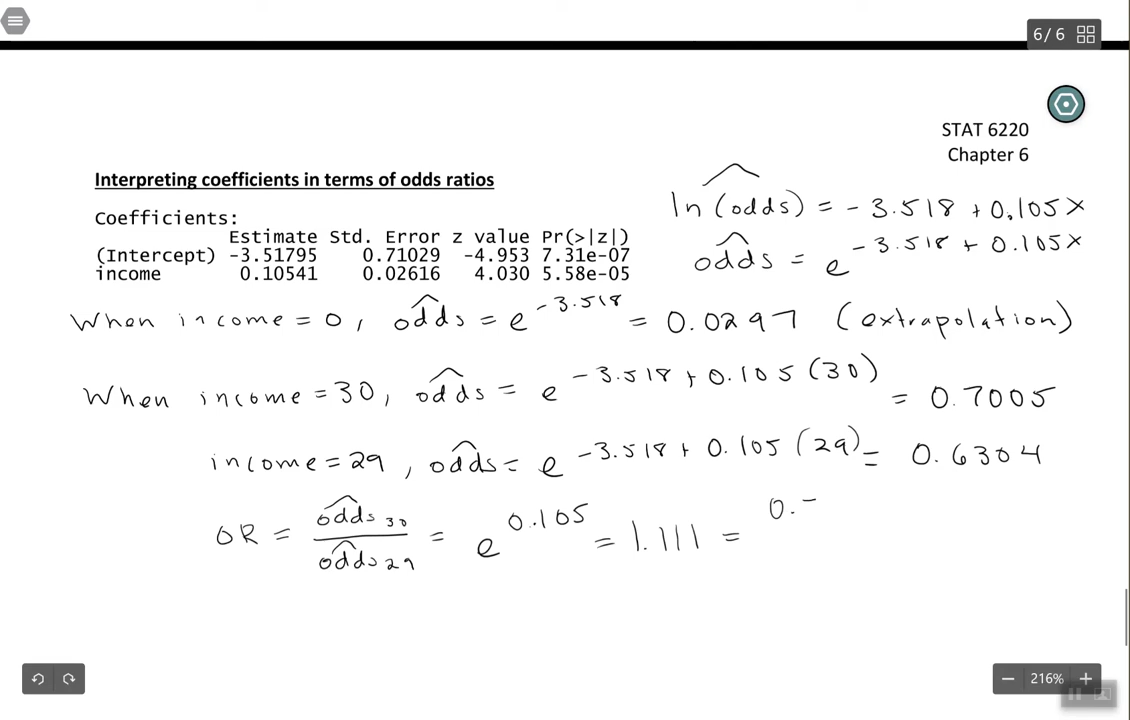 6/6
STAT 6220
Chapter 6
Interpreting coefficients in terms of odds ratios
ln(odds) = -3.518 + 0.105x
Coefficients:
Estimate Std. Error z value Pr(>|z|)
(Intercept) -3.51795 0.71029 -4.953 7.31e-07
income 0.10541 0.02616 4.030 5.58e-05
odds = e^-3.518 + 0.105x
When income = 0, odds = e^-3.518 = 0.0297 (extrapolation)
When income = 30, odds = e^-3.518 + 0.105(30) = 0.7005
income = 29, odds = e^-3.518 + 0.105(29) = 0.6304
OR = odds30 / odds29 = e^0.105 = 1.111 = 0.
216%